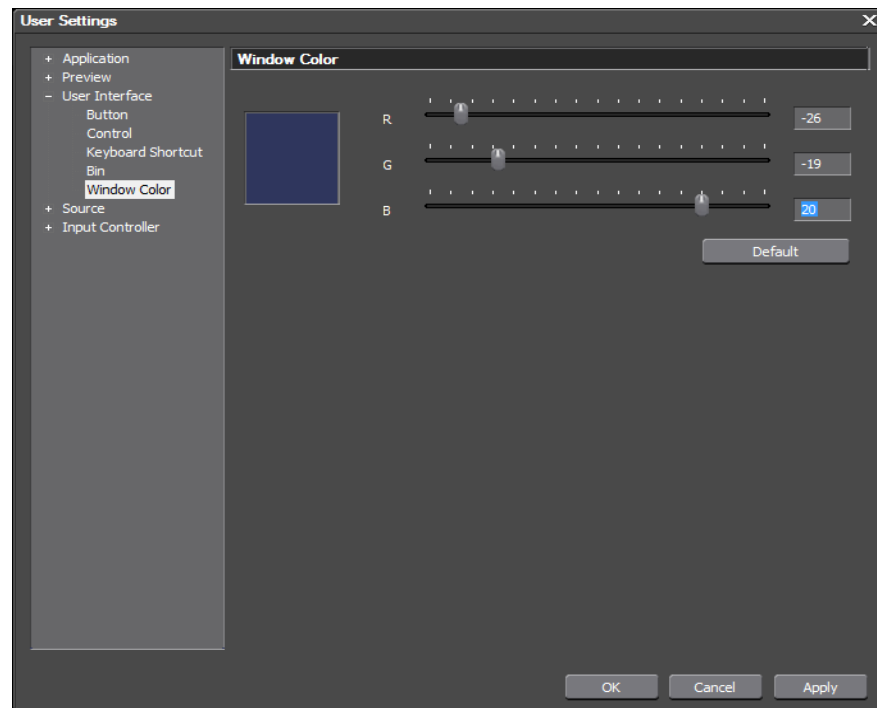 User Settings
+ Application
+ Preview
− User Interface
Button
Control
Keyboard Shortcut
Bin
Window Color
+ Source
+ Input Controller
Window Color
R -26
G -19
B 20
Default
OK Cancel Apply